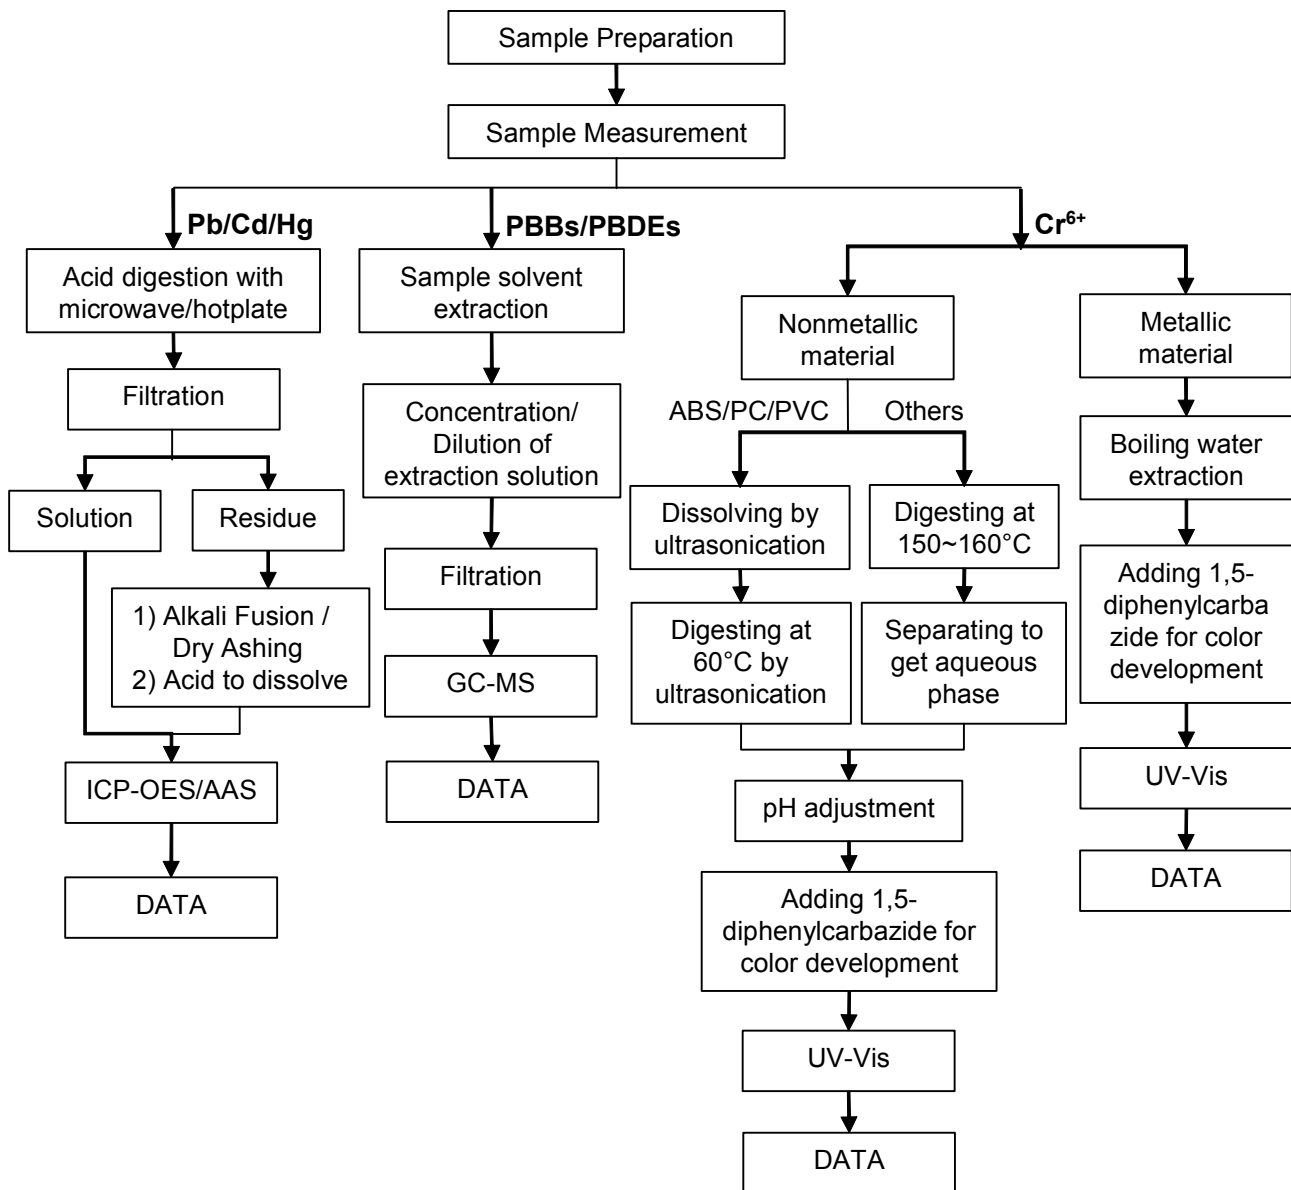 Sample Preparation
Sample Measurement
Pb/Cd/Hg
PBBs/PBDEs
Cr⁶⁺
Acid digestion with
microwave/hotplate
Filtration
Solution
Residue
1) Alkali Fusion /
Dry Ashing
2) Acid to dissolve
ICP-OES/AAS
DATA
Sample solvent
extraction
Concentration/
Dilution of
extraction solution
Filtration
GC-MS
DATA
Nonmetallic
material
ABS/PC/PVC
Others
Dissolving by
ultrasonication
Digesting at
60°C by
ultrasonication
Digesting at
150~160°C
Separating to
get aqueous
phase
pH adjustment
Adding 1,5-
diphenylcarbazide for
color development
UV-Vis
DATA
Metallic
material
Boiling water
extraction
Adding 1,5-
diphenylcarba
zide for color
development
UV-Vis
DATA